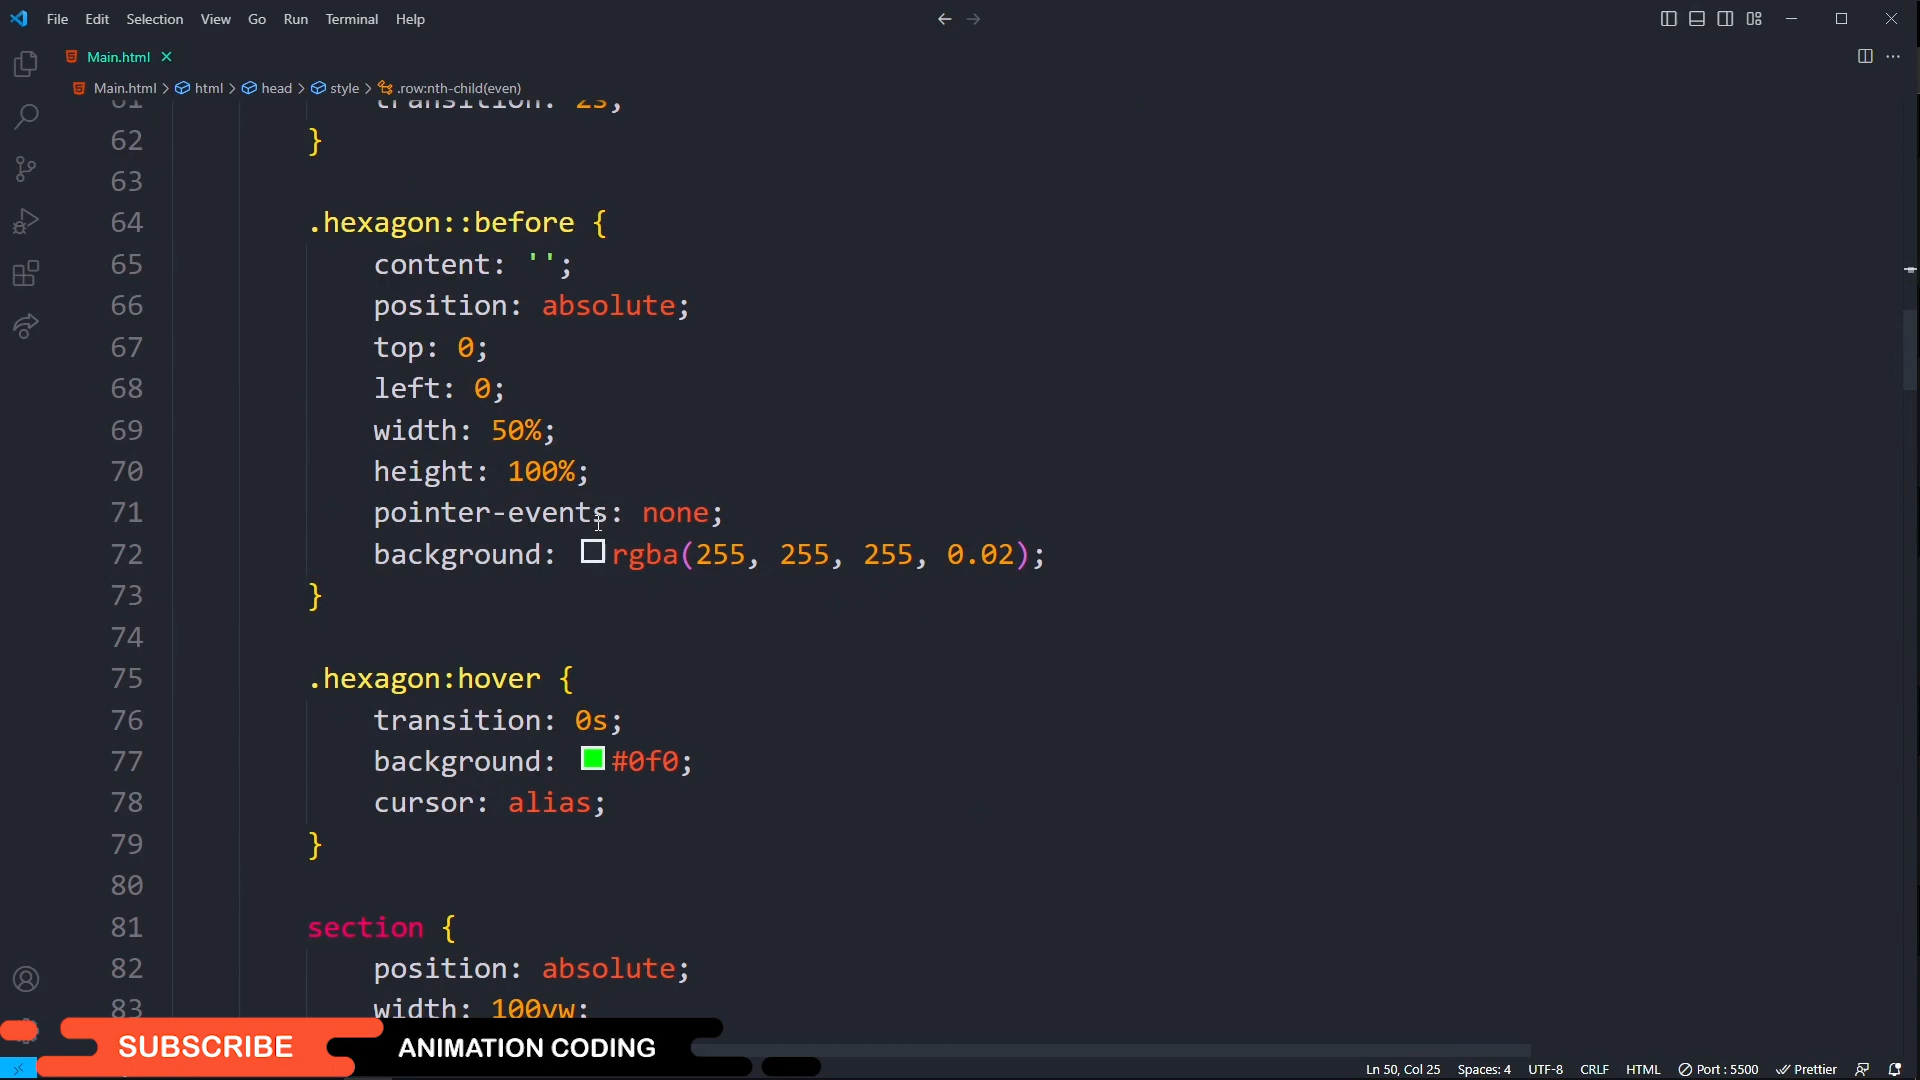 File Edit Selection View Go Run Terminal Help
Main.html
Main.html > html > head > style > .row:nth-child(even)
61 transition: 2s;
62 }
63
64 .hexagon::before {
65 content: '';
66 position: absolute;
67 top: 0;
68 left: 0;
69 width: 50%;
70 height: 100%;
71 pointer-events: none;
72 background: rgba(255, 255, 255, 0.02);
73 }
74
75 .hexagon:hover {
76 transition: 0s;
77 background: #0f0;
78 cursor: alias;
79 }
80
81 section {
82 position: absolute;
83 width: 100vw;
SUBSCRIBE ANIMATION CODING
Ln 50, Col 25 Spaces: 4 UTF-8 CRLF HTML Port : 5500 Prettier